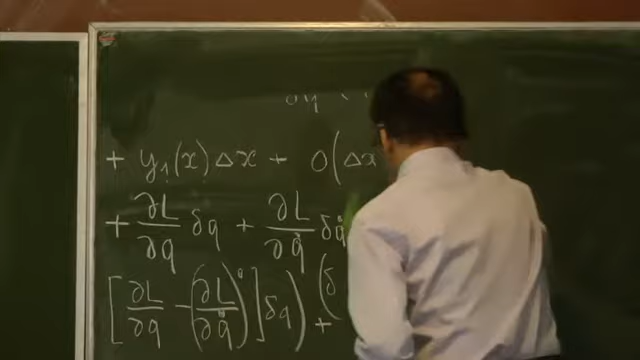 + y₁(x) Δx + O(Δx
+ ∂L/∂q δq + ∂L/∂q̇ δq̇
[∂L/∂q - (∂L/∂q̇)˙] δq) + (δ